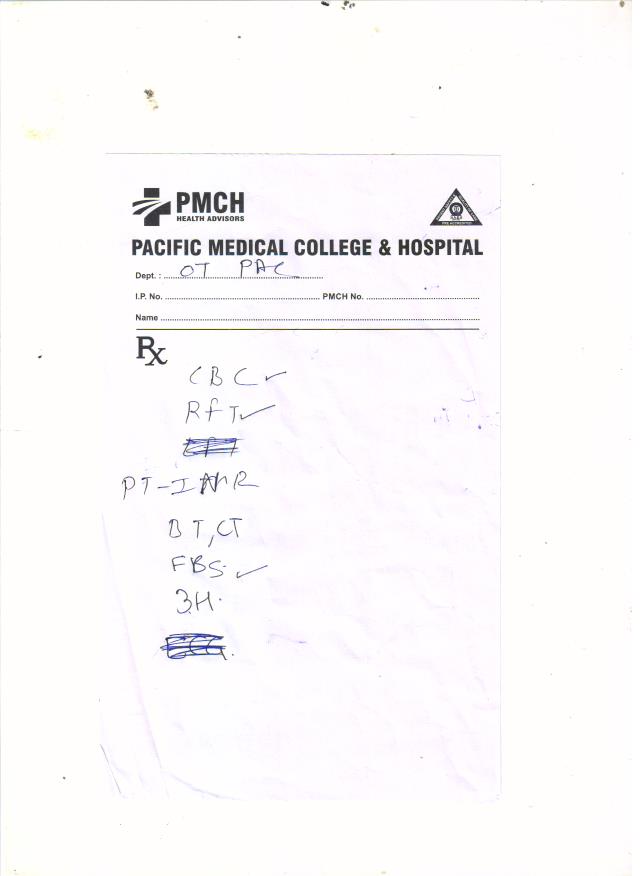 PMCH
HEALTH ADVISORS
PACIFIC MEDICAL COLLEGE & HOSPITAL
Dept. : OT PAC
I.P. No. PMCH No.
Name
Rx
CBC ✓
RfT ✓
PT-INR
BT, CT
FBS. ✓
3H.